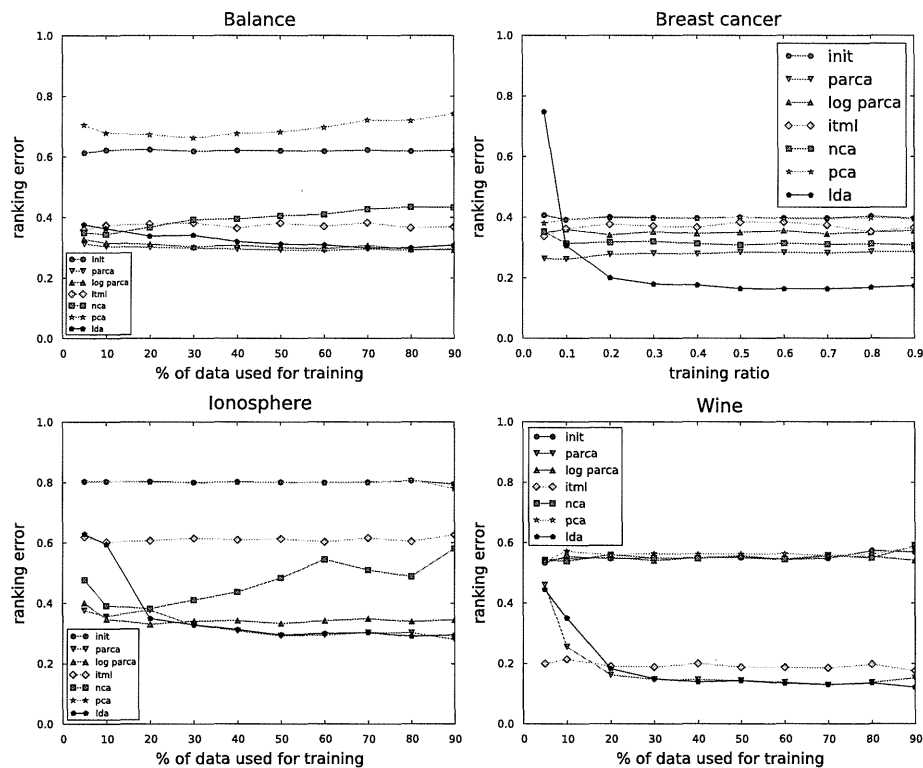 Balance
1.0
0.8
0.6
0.4
0.2
0.0
ranking error
init
parca
log parca
itml
nca
pca
lda
0 10 20 30 40 50 60 70 80 90
% of data used for training
Breast cancer
1.0
0.8
0.6
0.4
0.2
0.0
ranking error
init
parca
log parca
itml
nca
pca
lda
0.0 0.1 0.2 0.3 0.4 0.5 0.6 0.7 0.8 0.9
training ratio
Ionosphere
1.0
0.8
0.6
0.4
0.2
0.0
ranking error
init
parca
log parca
itml
nca
pca
lda
0 10 20 30 40 50 60 70 80 90
% of data used for training
Wine
1.0
0.8
0.6
0.4
0.2
0.0
ranking error
init
parca
log parca
itml
nca
pca
lda
0 10 20 30 40 50 60 70 80 90
% of data used for training